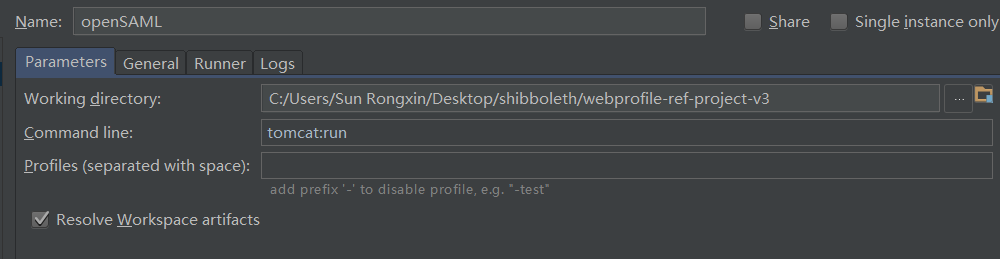 Name: openSAML Share Single instance only
Parameters General Runner Logs
Working directory: C:/Users/Sun Rongxin/Desktop/shibboleth/webprofile-ref-project-v3 ...
Command line: tomcat:run
Profiles (separated with space):
add prefix '-' to disable profile, e.g. "-test"
Resolve Workspace artifacts